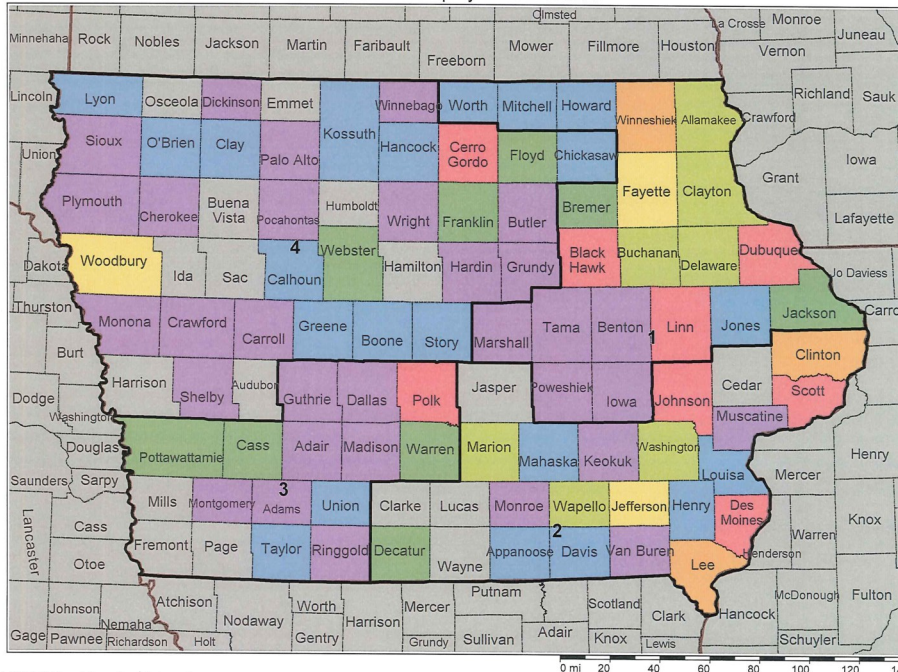 Olmsted
La Crosse Monroe
Minnehaha Rock Nobles Jackson Martin Faribault Freeborn Mower Fillmore Houston Vernon Juneau
Richland Sauk
Lincoln Lyon Osceola Dickinson Emmet Kossuth Winnebago Worth Mitchell Howard Winneshiek Allamakee Crawford
Union Sioux O'Brien Clay Palo Alto Hancock Cerro Gordo Floyd Chickasaw Iowa
Grant
Plymouth Cherokee Buena Vista Pocahontas Humboldt Wright Franklin Butler Bremer Fayette Clayton Lafayette
Dakota Woodbury Ida Sac 4 Calhoun Webster Hamilton Hardin Grundy Black Hawk Buchanan Delaware Dubuque Jo Daviess
Thurston Monona Crawford Carroll Greene Boone Story Marshall Tama Benton 1 Linn Jones Jackson
Clinton
Burt Harrison Shelby Audubon Guthrie Dallas Polk Jasper Poweshiek Iowa Johnson Cedar Scott
Dodge Washington Muscatine
Douglas Pottawattamie Cass Adair Madison Warren Marion Mahaska Keokuk Washington Louisa Mercer Henry
Saunders Sarpy Mills Montgomery 3 Adams Union Clarke Lucas Monroe Wapello Jefferson Henry Des Moines Warren Knox
Lancaster Cass Otoe Fremont Page Taylor Ringgold Decatur Wayne Appanoose 2 Davis Van Buren Lee Henderson
Johnson Nemaha Atchison Nodaway Worth Harrison Mercer Putnam Scotland Clark Hancock McDonough Fulton
Gage Pawnee Richardson Holt Gentry Grundy Sullivan Adair Knox Lewis Schuyler
0 mi 20 40 60 80 100 120